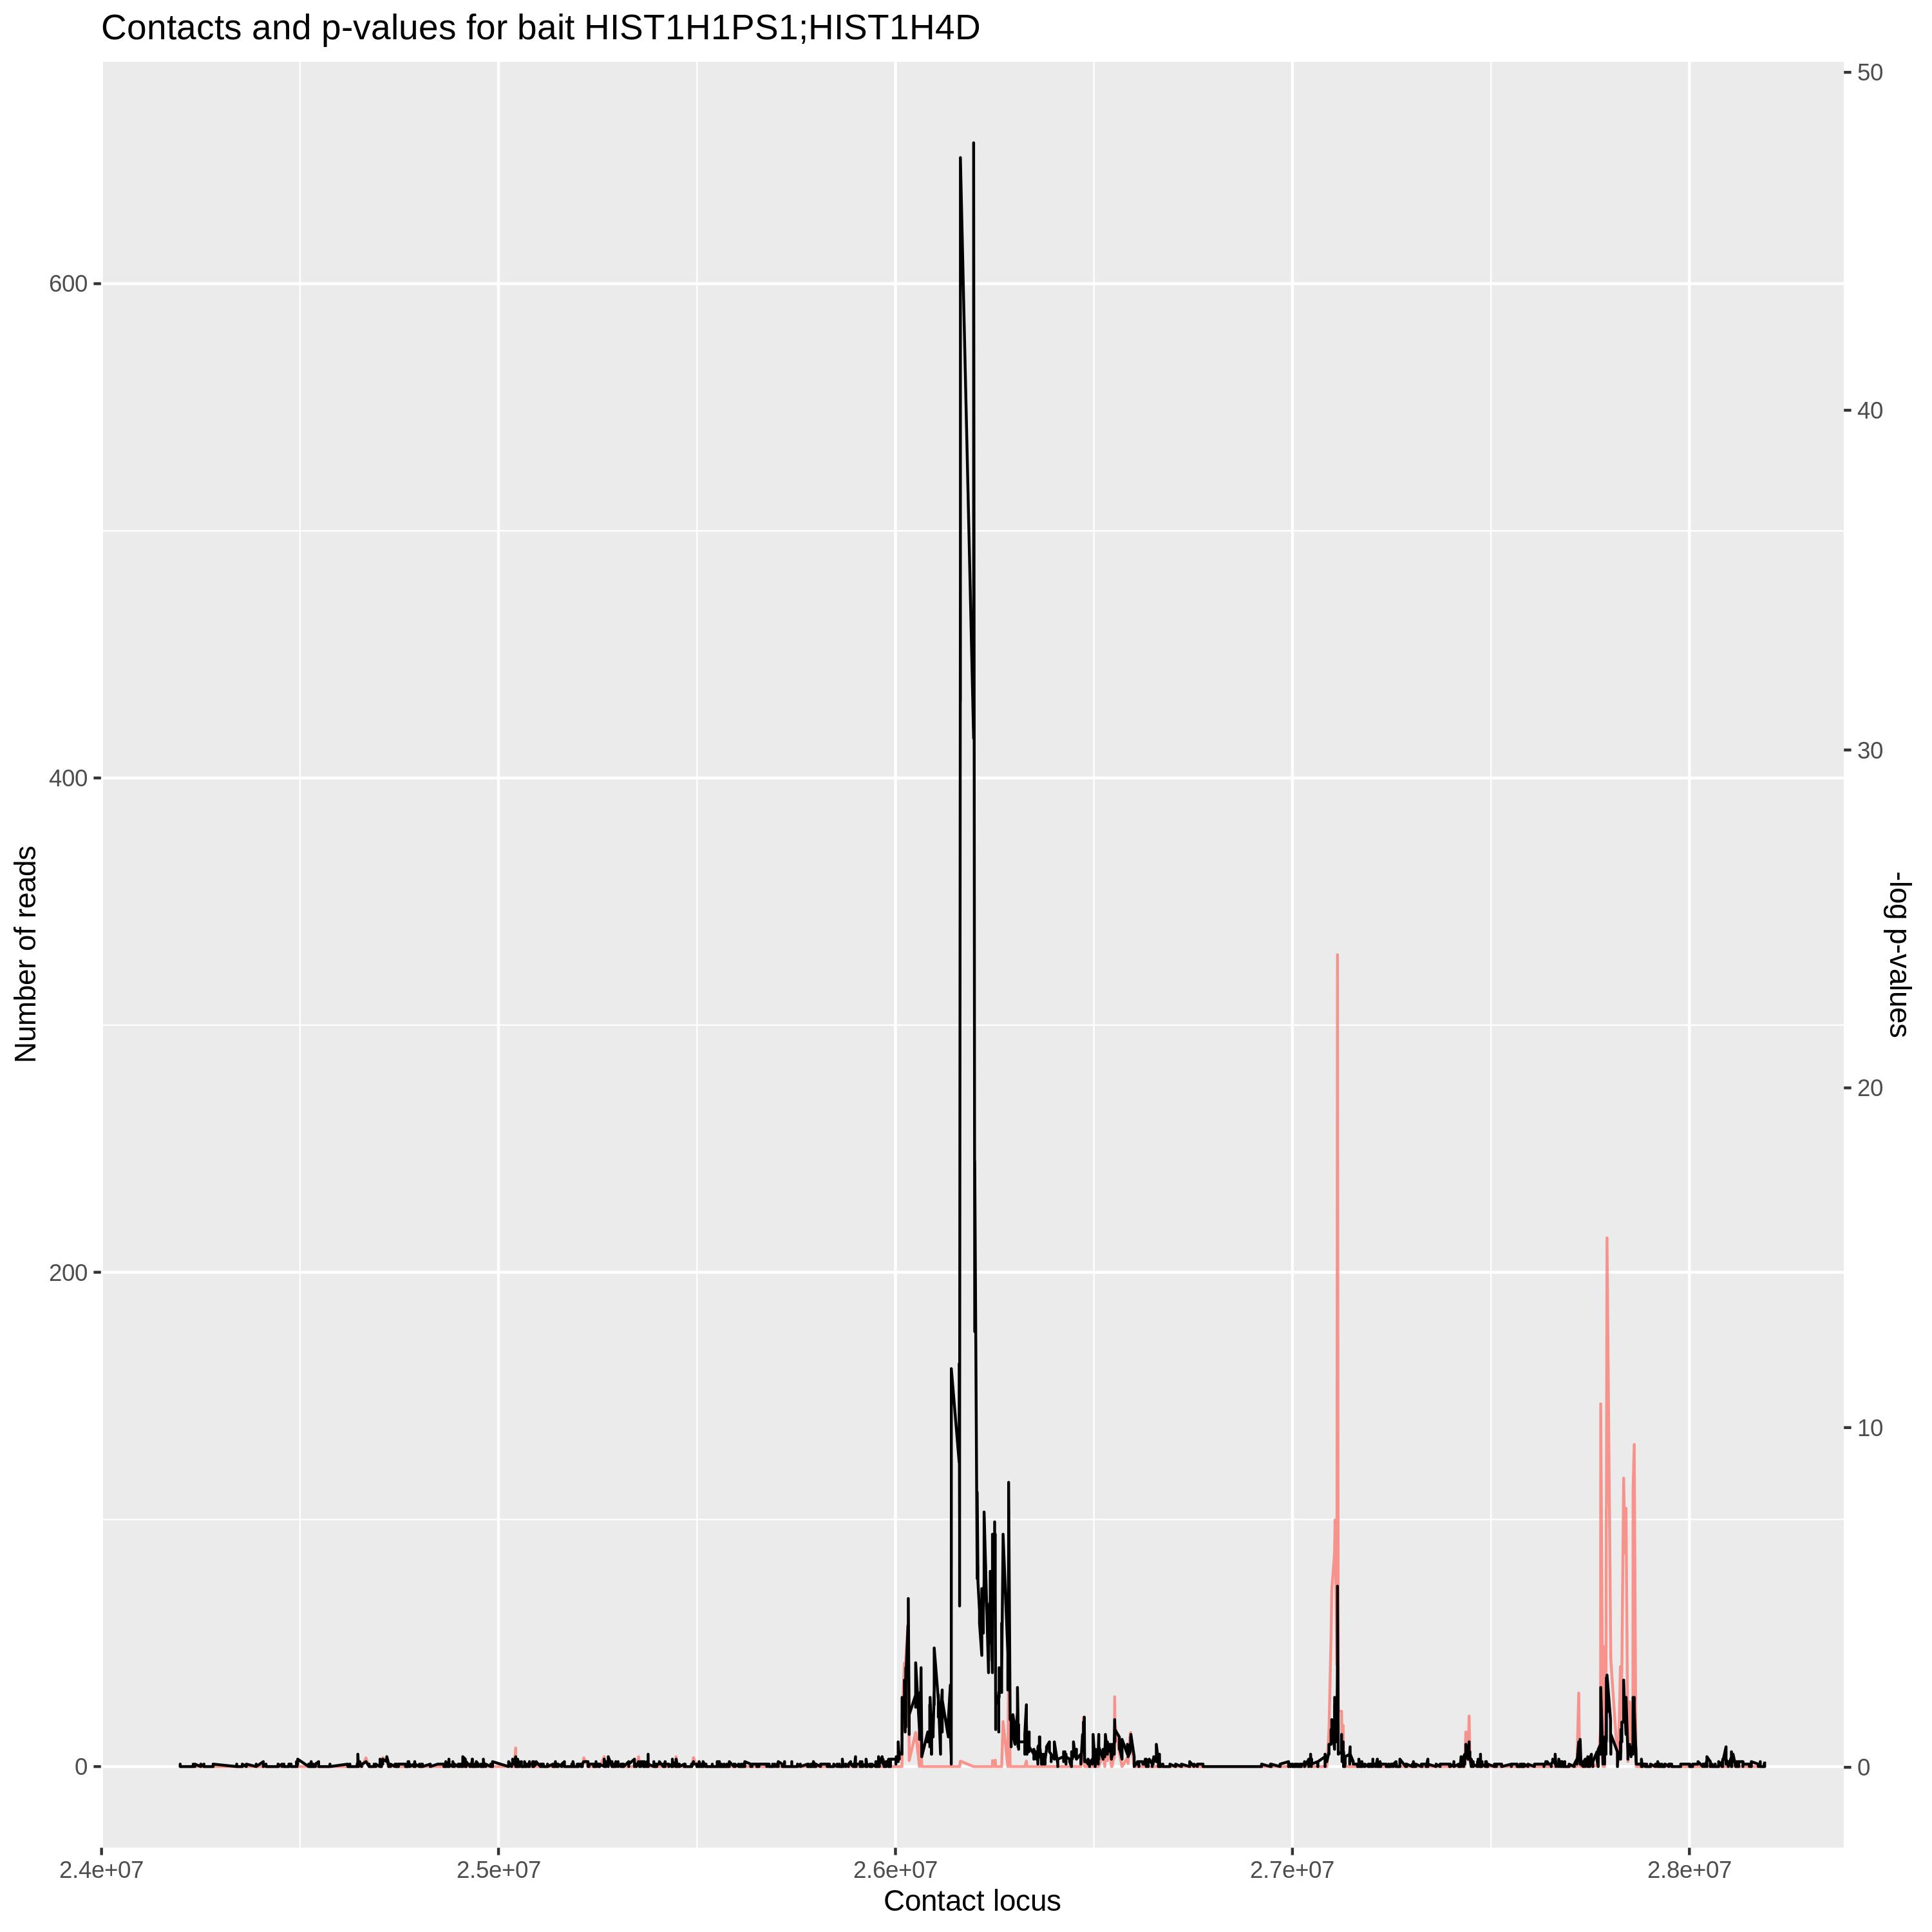 Contacts and p-values for bait HIST1H1PS1;HIST1H4D
Number of reads
600
400
200
0
50
40
30
20
10
0
-log p-values
2.4e+07
2.5e+07
2.6e+07
2.7e+07
2.8e+07
Contact locus